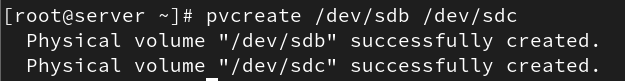 [root@server ~]# pvcreate /dev/sdb /dev/sdc
  Physical volume "/dev/sdb" successfully created.
  Physical volume "/dev/sdc" successfully created.